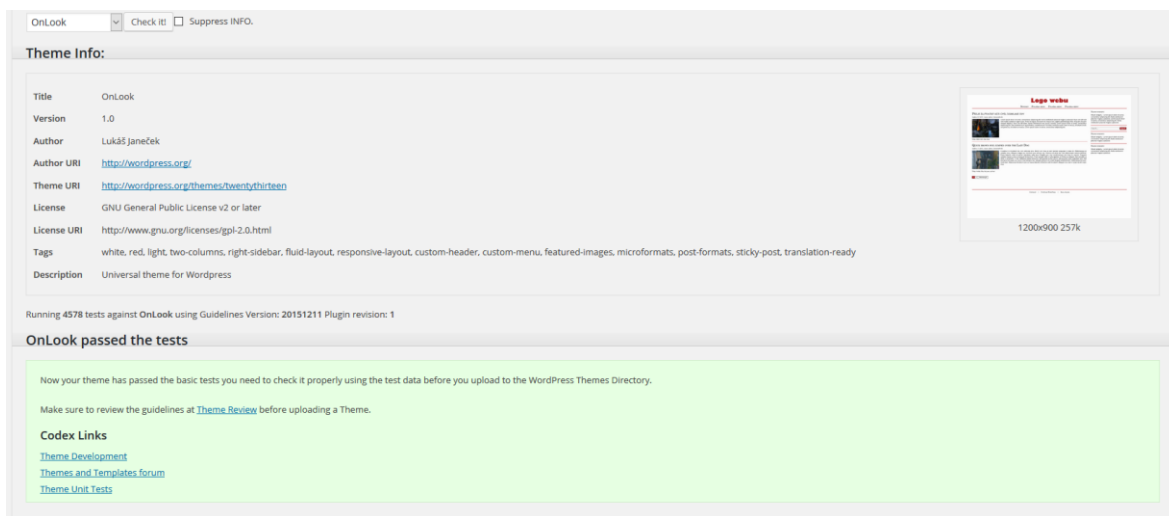 OnLook Check it! Suppress INFO.
Theme Info:
Title OnLook
Version 1.0
Author Lukáš Janeček
Author URI http://wordpress.org/
Theme URI http://wordpress.org/themes/twentythirteen
License GNU General Public License v2 or later
License URI http://www.gnu.org/licenses/gpl-2.0.html
Tags white, red, light, two-columns, right-sidebar, fluid-layout, responsive-layout, custom-header, custom-menu, featured-images, microformats, post-formats, sticky-post, translation-ready
Description Universal theme for Wordpress
Logo webu
1200x900 257k
Running 4578 tests against OnLook using Guidelines Version: 20151211 Plugin revision: 1
OnLook passed the tests
Now your theme has passed the basic tests you need to check it properly using the test data before you upload to the WordPress Themes Directory.
Make sure to review the guidelines at Theme Review before uploading a Theme.
Codex Links
Theme Development
Themes and Templates forum
Theme Unit Tests